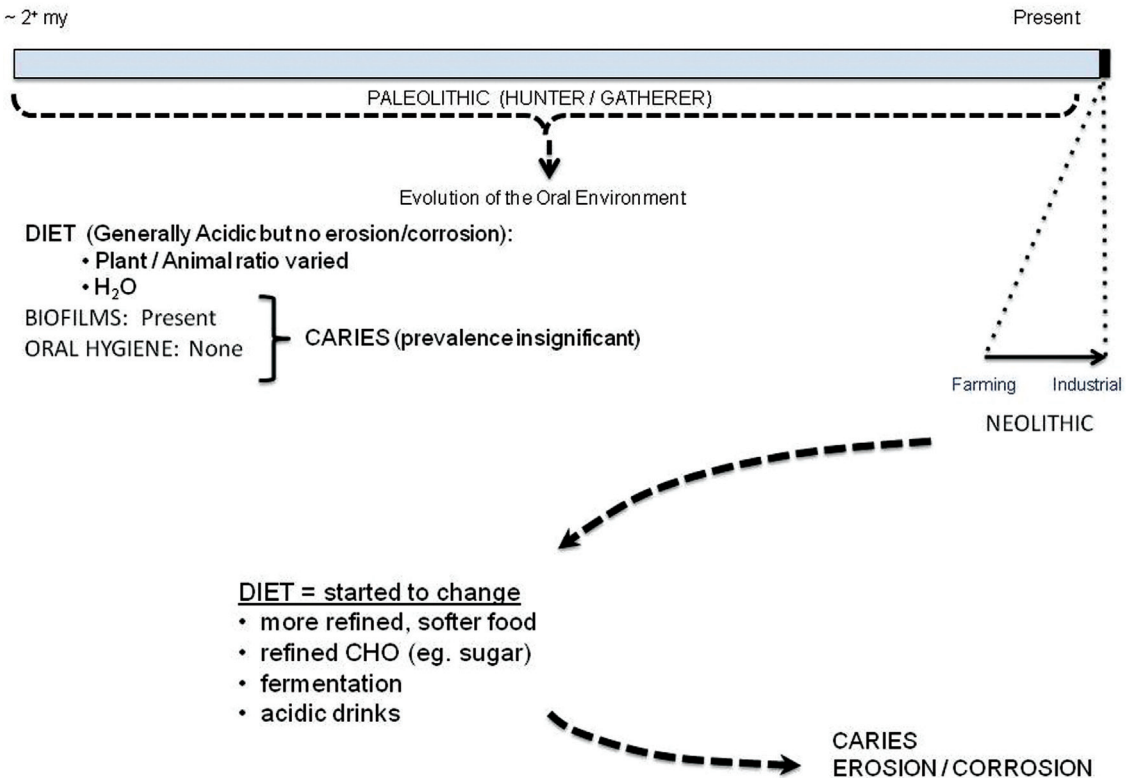 ~ 2⁺ my
Present
PALEOLITHIC (HUNTER / GATHERER)
Evolution of the Oral Environment
DIET (Generally Acidic but no erosion/corrosion):
• Plant / Animal ratio varied
• H₂O
BIOFILMS: Present
ORAL HYGIENE: None
CARIES (prevalence insignificant)
Farming
Industrial
NEOLITHIC
DIET = started to change
• more refined, softer food
• refined CHO (eg. sugar)
• fermentation
• acidic drinks
CARIES
EROSION / CORROSION